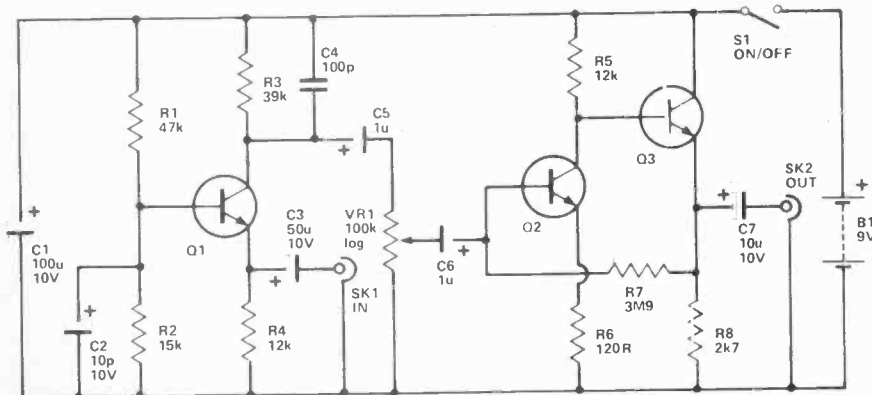 S1
ON/OFF
C4
100p
R3
39k
R5
12k
R1
47k
C5
1u
+
Q3
SK2
OUT
+
+
C1
100u
10V
Q1
C3
50u
10V
+
VR1
100k
log
C6
1u
+
Q2
C7
10u
10V
+
B1
9V
SK1
IN
R7
3M9
+
C2
10p
10V
R2
15k
R4
12k
R6
120R
R8
2k7